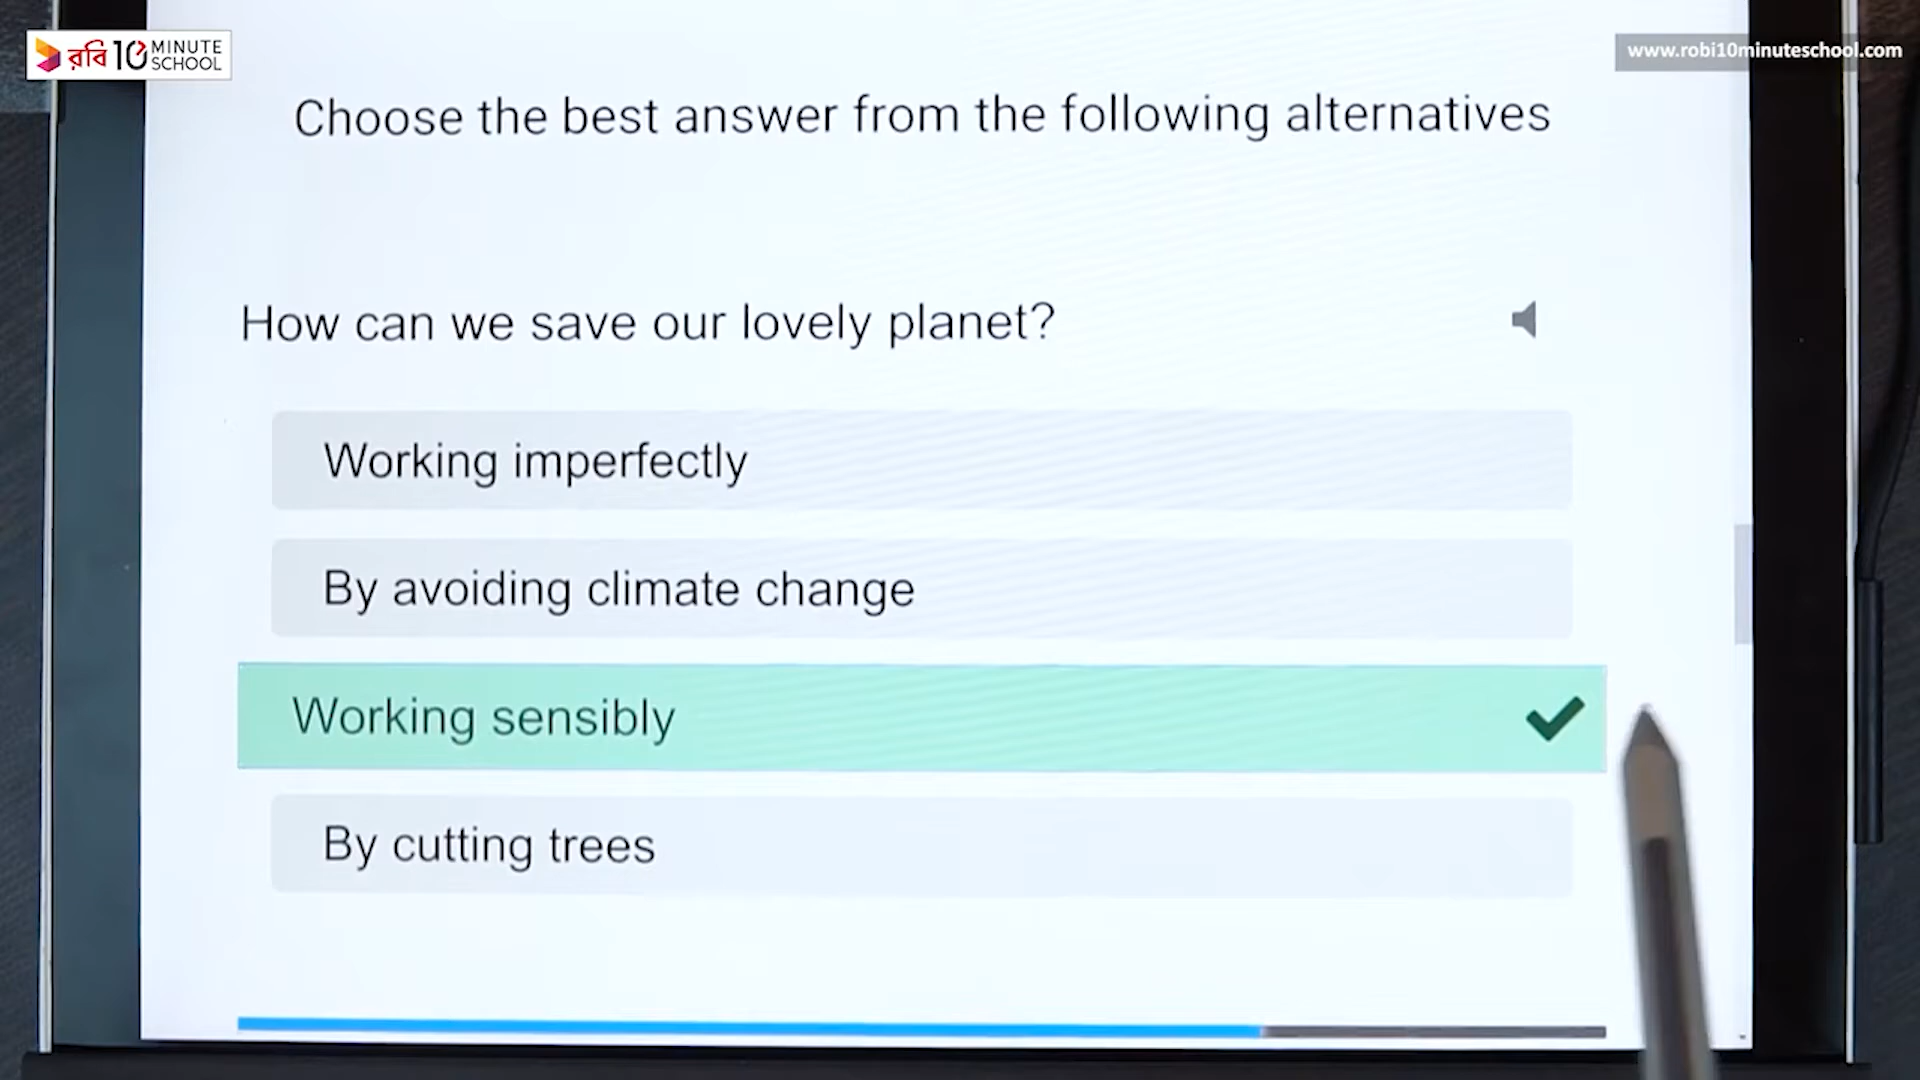 রবি 10 MINUTE SCHOOL
www.robi10minuteschool.com
Choose the best answer from the following alternatives
How can we save our lovely planet?
Working imperfectly
By avoiding climate change
Working sensibly
By cutting trees